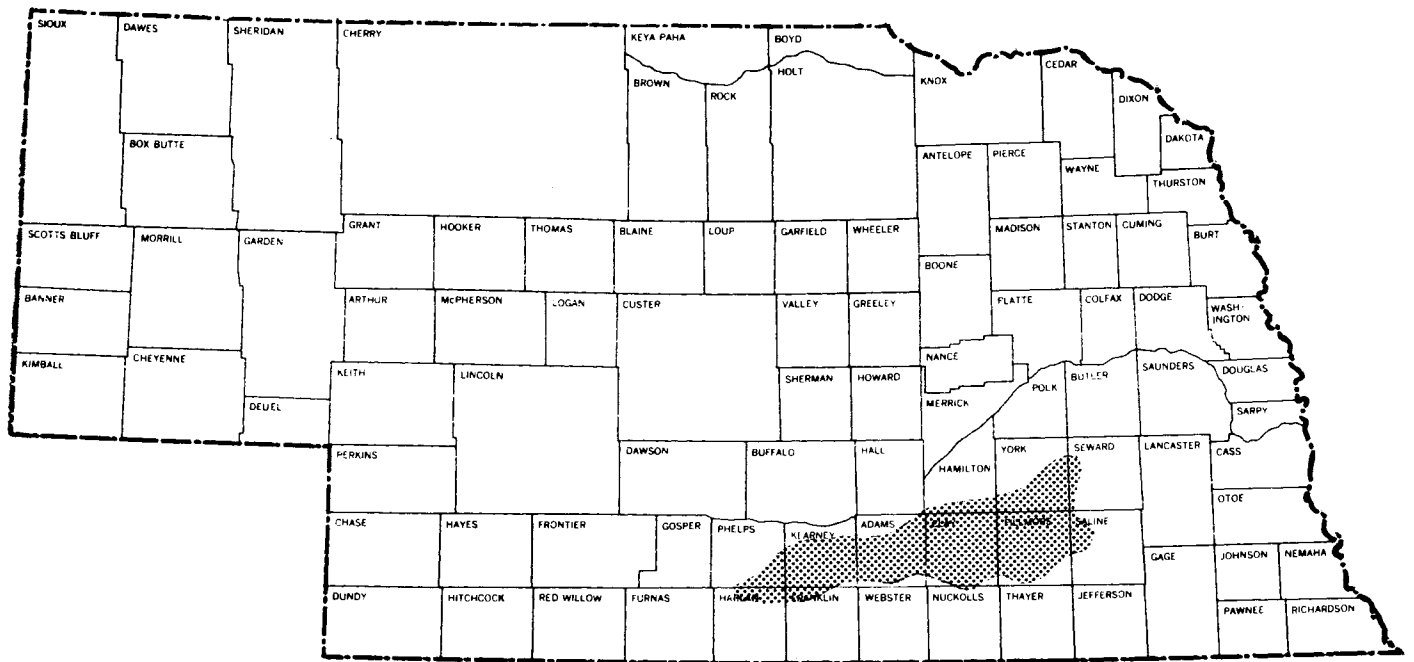 SIOUX
DAWES
SHERIDAN
CHERRY
KEYA PAHA
BOYD
BROWN
ROCK
HOLT
KNOX
CEDAR
DIXON
DAKOTA
BOX BUTTE
ANTELOPE
PIERCE
WAYNE
THURSTON
SCOTTS BLUFF
MORRILL
GARDEN
GRANT
HOOKER
THOMAS
BLAINE
LOUP
GARFIELD
WHEELER
MADISON
STANTON
CUMING
BURT
BOONE
BANNER
ARTHUR
McPHERSON
LOGAN
CUSTER
VALLEY
GREELEY
PLATTE
COLFAX
DODGE
WASH-
INGTON
KIMBALL
CHEYENNE
NANCE
KEITH
LINCOLN
SHERMAN
HOWARD
MERRICK
POLK
BUTLER
SAUNDERS
DOUGLAS
DEUEL
SARPY
PERKINS
DAWSON
BUFFALO
HALL
HAMILTON
YORK
SEWARD
LANCASTER
CASS
OTOE
CHASE
HAYES
FRONTIER
GOSPER
PHELPS
KEARNEY
ADAMS
CLAY
FILLMORE
SALINE
GAGE
JOHNSON
NEMAHA
DUNDY
HITCHCOCK
RED WILLOW
FURNAS
HARLAN
FRANKLIN
WEBSTER
NUCKOLLS
THAYER
JEFFERSON
PAWNEE
RICHARDSON